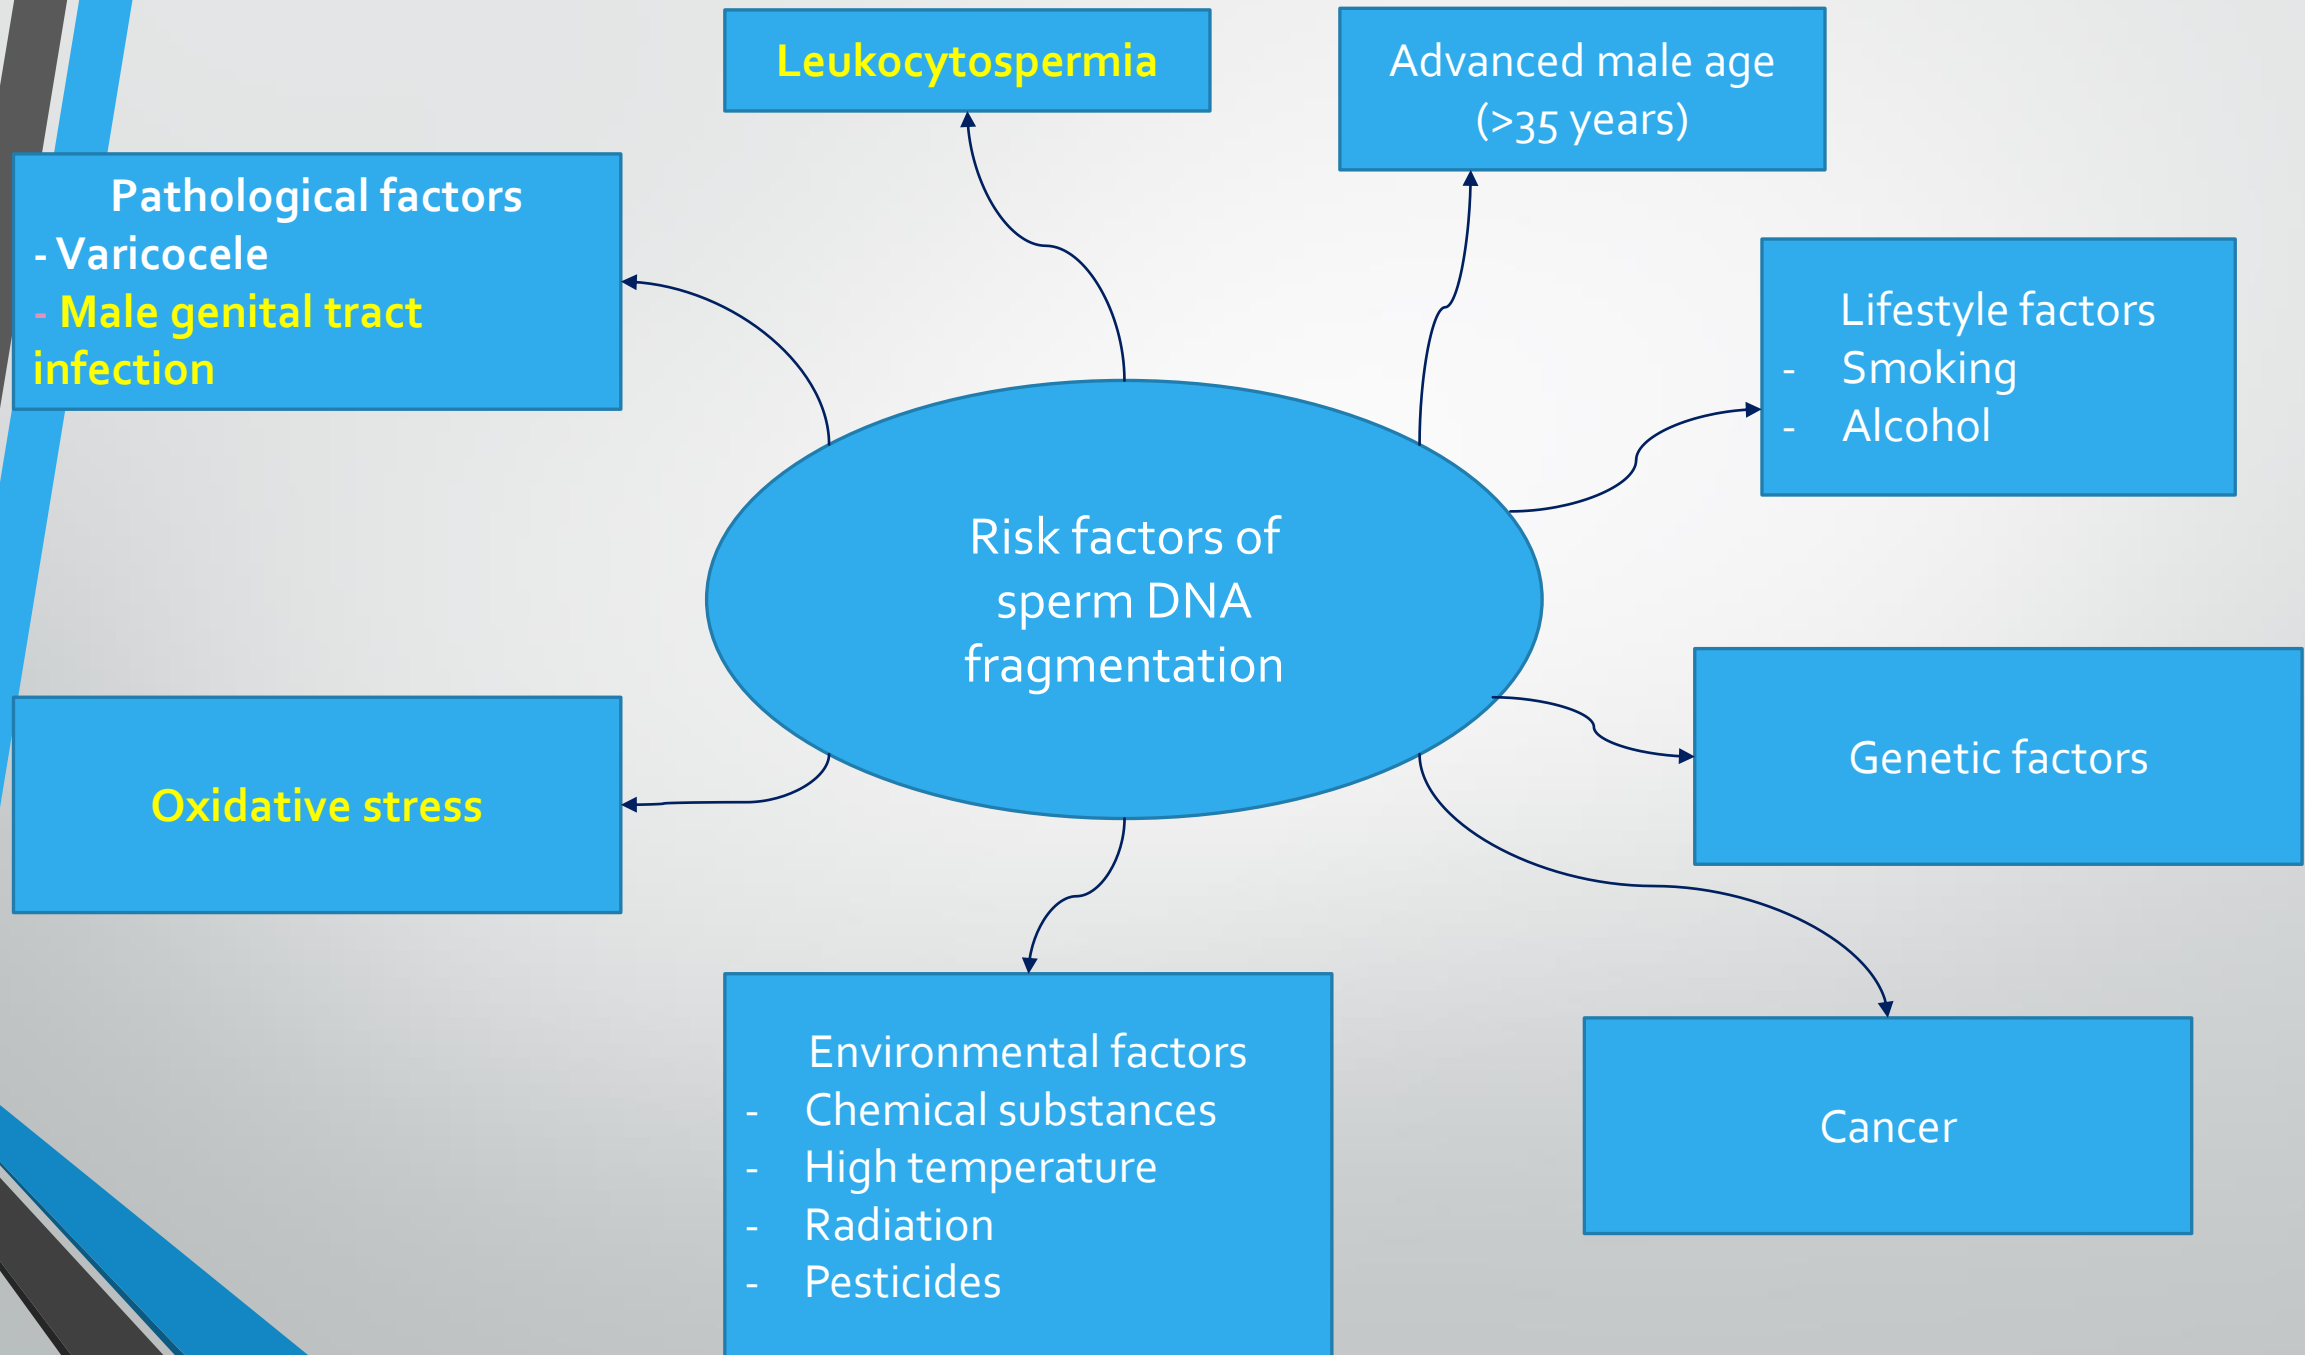 Leukocytospermia
Advanced male age
(>35 years)
Pathological factors
- Varicocele
- Male genital tract
infection
Lifestyle factors
- Smoking
- Alcohol
Risk factors of
sperm DNA
fragmentation
Genetic factors
Oxidative stress
Environmental factors
- Chemical substances
- High temperature
- Radiation
- Pesticides
Cancer